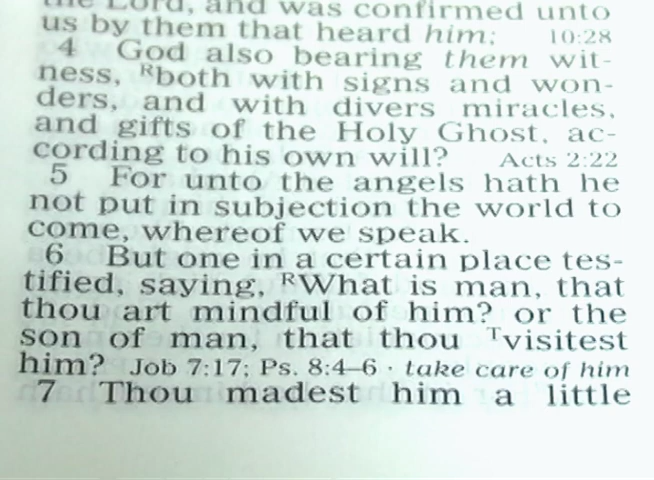 the Lord, and was confirmed unto
us by them that heard him; 10:28
4 God also bearing them wit-
ness, ᴿboth with signs and won-
ders, and with divers miracles,
and gifts of the Holy Ghost, ac-
cording to his own will? Acts 2:22
5 For unto the angels hath he
not put in subjection the world to
come, whereof we speak.
6 But one in a certain place tes-
tified, saying, ᴿWhat is man, that
thou art mindful of him? or the
son of man, that thou ᵀvisitest
him? Job 7:17; Ps. 8:4–6 · take care of him
7 Thou madest him a little